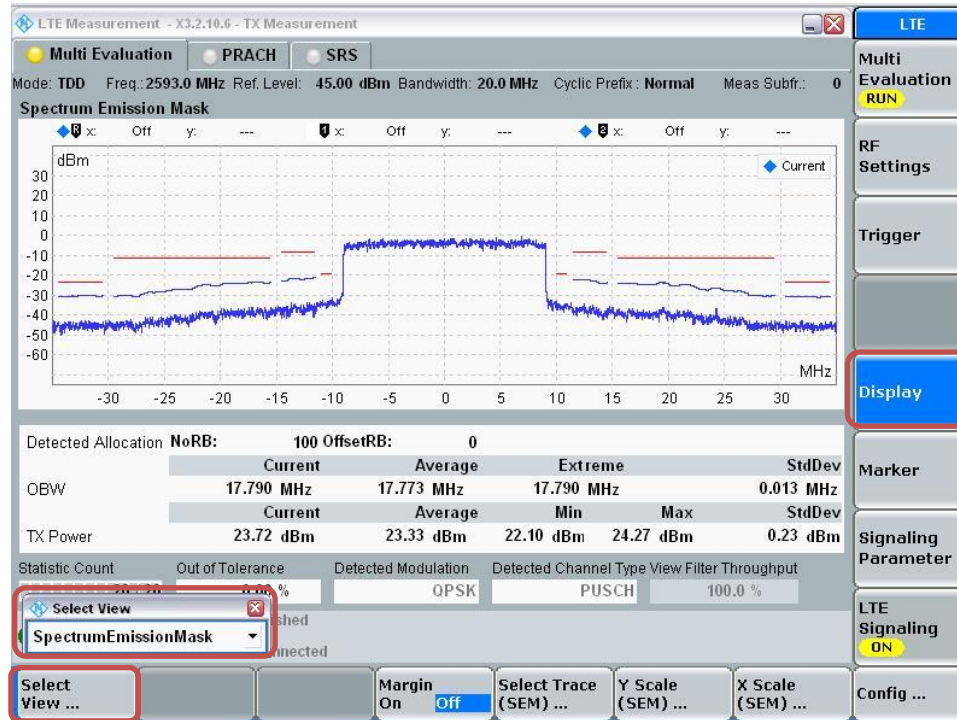 LTE Measurement - X3.2.10.6 - TX Measurement
LTE
Multi Evaluation PRACH SRS
Mode: TDD Freq.: 2593.0 MHz Ref. Level: 45.00 dBm Bandwidth: 20.0 MHz Cyclic Prefix: Normal Meas Subfr.: 0
Spectrum Emission Mask
R x: Off y: --- 1 x: Off y: --- 2 x: Off y: ---
dBm
Current
30
20
10
0
-10
-20
-30
-40
-50
-60
MHz
-30 -25 -20 -15 -10 -5 0 5 10 15 20 25 30
Detected Allocation NoRB: 100 OffsetRB: 0
Current Average Extreme StdDev
OBW 17.790 MHz 17.773 MHz 17.790 MHz 0.013 MHz
Current Average Min Max StdDev
TX Power 23.72 dBm 23.33 dBm 22.10 dBm 24.27 dBm 0.23 dBm
Statistic Count Out of Tolerance Detected Modulation Detected Channel Type View Filter Throughput
QPSK PUSCH 100.0 %
Select View
SpectrumEmissionMask
Select View ...
Margin On Off
Select Trace (SEM) ...
Y Scale (SEM) ...
X Scale (SEM) ...
Multi Evaluation
RUN
RF Settings
Trigger
Display
Marker
Signaling Parameter
LTE Signaling
ON
Config ...